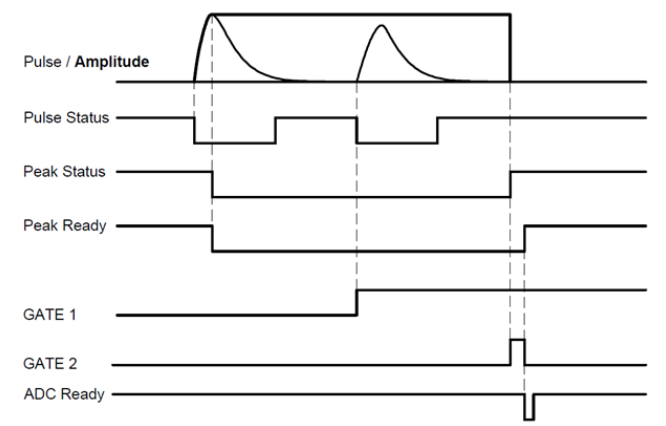 Pulse / Amplitude
Pulse Status
Peak Status
Peak Ready
GATE 1
GATE 2
ADC Ready